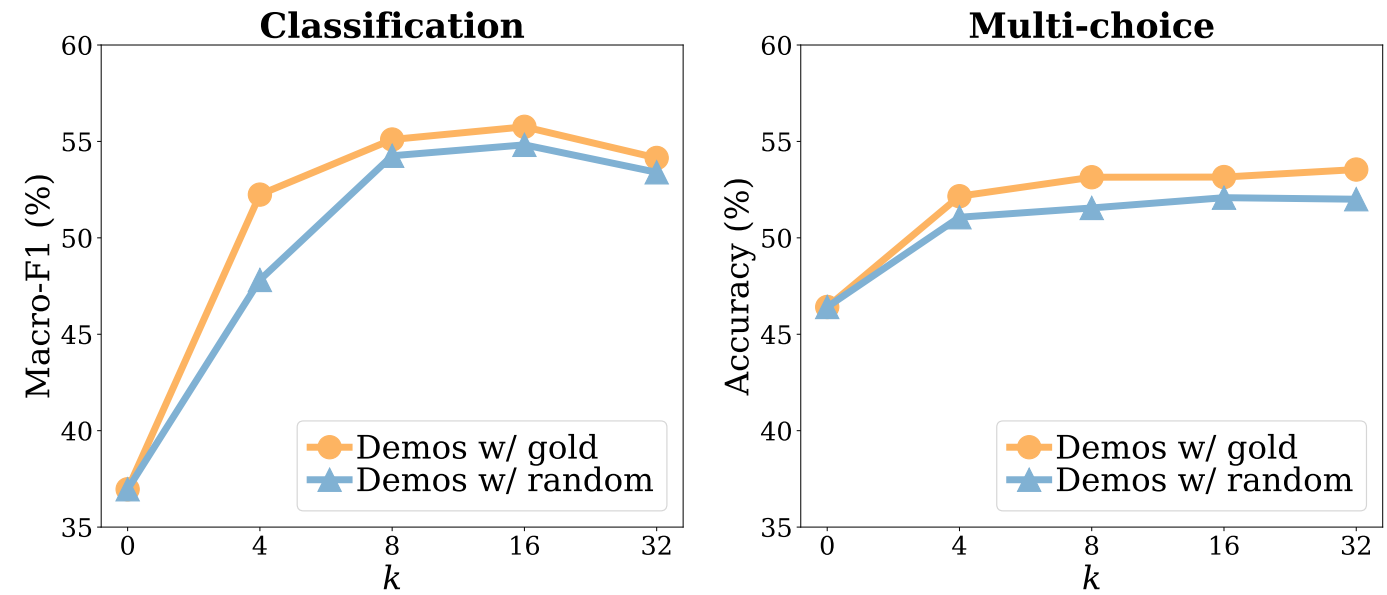 Classification
60
55
50
45
40
35
Macro-F1 (%)
Demos w/ gold
Demos w/ random
0 4 8 16 32
k
Multi-choice
60
55
50
45
40
35
Accuracy (%)
Demos w/ gold
Demos w/ random
0 4 8 16 32
k